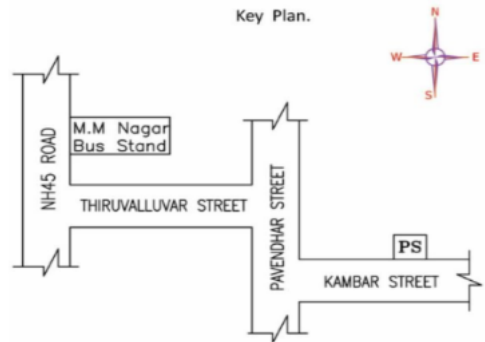 Key Plan.
N
W
E
S
M.M Nagar
Bus Stand
NH45 ROAD
THIRUVALLUVAR STREET
PAVENDHAR STREET
PS
KAMBAR STREET